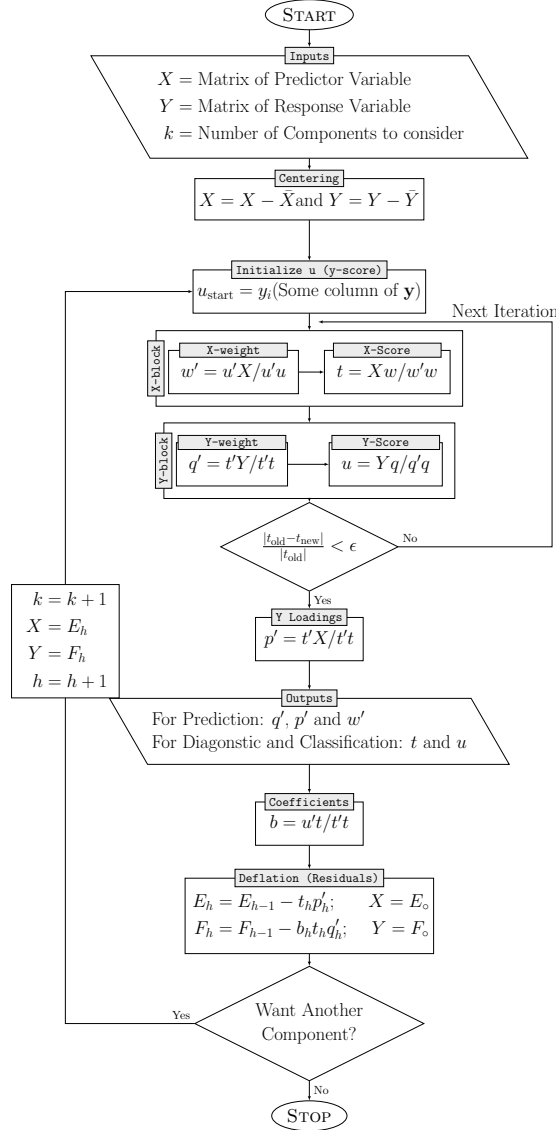 START
Inputs
X = Matrix of Predictor Variable
Y = Matrix of Response Variable
k = Number of Components to consider
Centering
X = X − X̄ and Y = Y − Ȳ
Initialize u (y-score)
u_start = y_i(Some column of y)
Next Iteration
X-block
X-weight
w′ = u′X/u′u
X-Score
t = Xw/w′w
Y-block
Y-weight
q′ = t′Y/t′t
Y-Score
u = Yq/q′q
|t_old−t_new|
|t_old|
< ϵ
No
Yes
Y Loadings
p′ = t′X/t′t
k = k + 1
X = E_h
Y = F_h
h = h + 1
Outputs
For Prediction: q′, p′ and w′
For Diagonstic and Classification: t and u
Coefficients
b = u′t/t′t
Deflation (Residuals)
E_h = E_{h−1} − t_h p′_h; X = E_∘
F_h = F_{h−1} − b_h t_h q′_h; Y = F_∘
Yes
Want Another
Component?
No
STOP